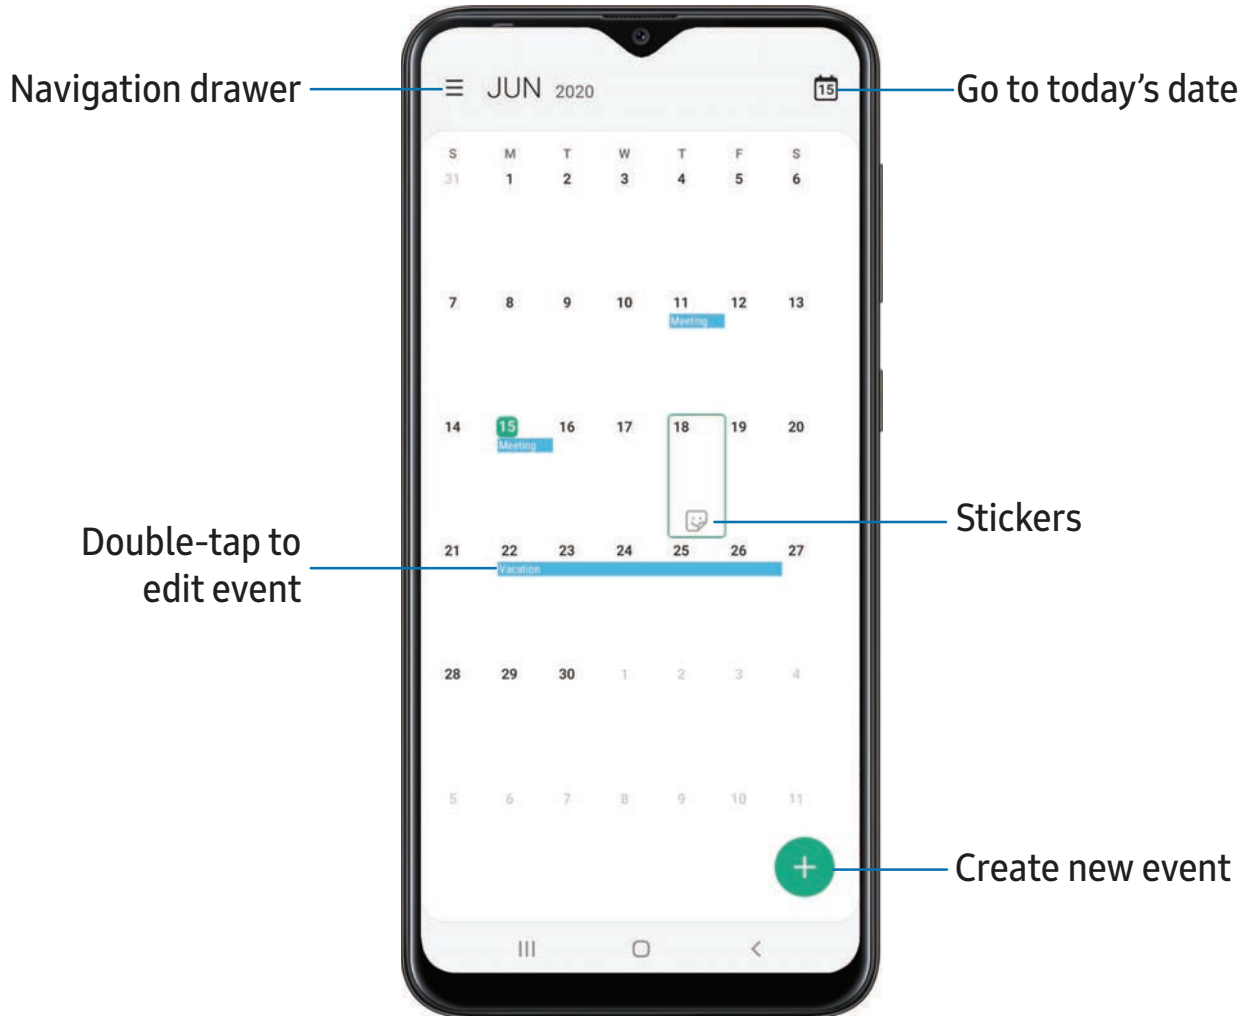 Navigation drawer
JUN 2020
15
Go to today's date
S M T W T F S
31 1 2 3 4 5 6
7 8 9 10 11 12 13
Meeting
14 15 16 17 18 19 20
Meeting
Stickers
Double-tap to
edit event
21 22 23 24 25 26 27
Vacation
28 29 30 1 2 3 4
5 6 7 8 9 10 11
Create new event